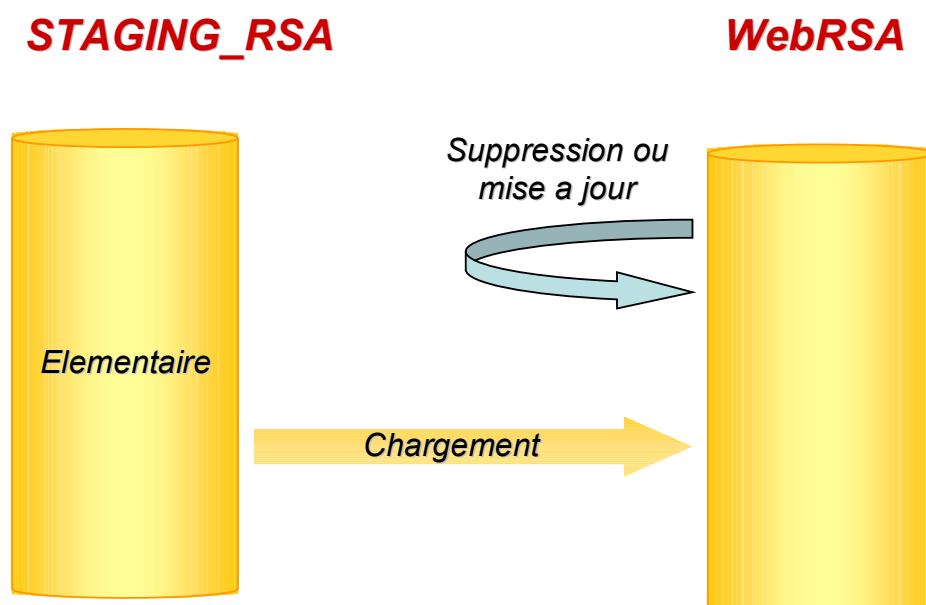 STAGING_RSA
WebRSA
Suppression ou
mise a jour
Elementaire
Chargement